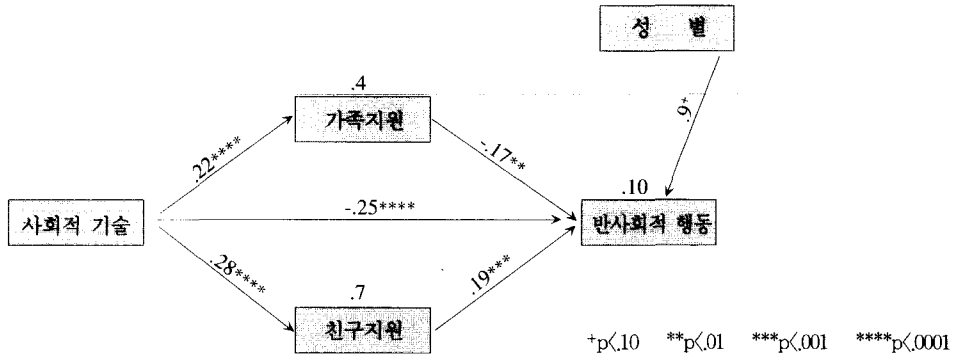 성 별
.4
가족지원
.9⁺
.22****
-.17**
.10
사회적 기술
-.25****
반사회적 행동
.28****
.19***
.7
친구지원
⁺p<.10 **p<.01 ***p<.001 ****p<.0001